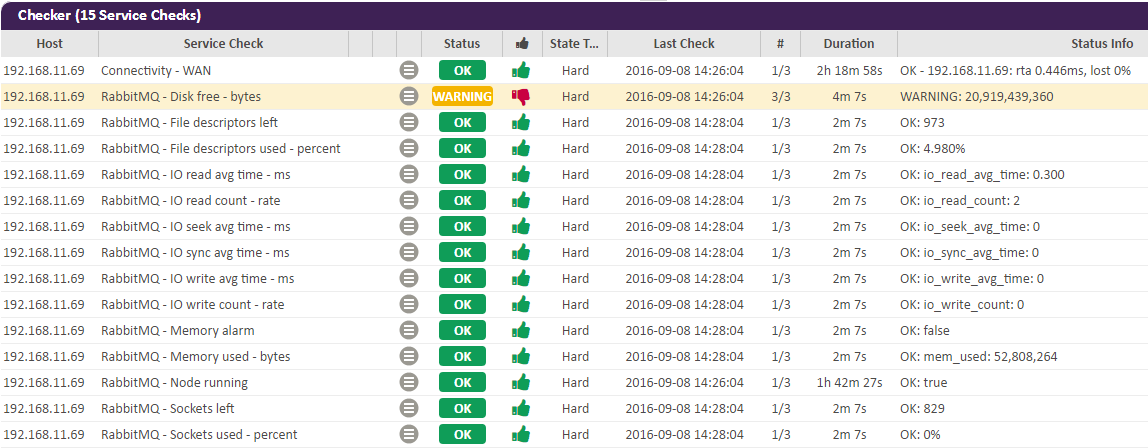 Checker (15 Service Checks)
Host Service Check Status State T... Last Check # Duration Status Info
192.168.11.69 Connectivity - WAN OK Hard 2016-09-08 14:26:04 1/3 2h 18m 58s OK - 192.168.11.69: rta 0.446ms, lost 0%
192.168.11.69 RabbitMQ - Disk free - bytes WARNING Hard 2016-09-08 14:26:04 3/3 4m 7s WARNING: 20,919,439,360
192.168.11.69 RabbitMQ - File descriptors left OK Hard 2016-09-08 14:28:04 1/3 2m 7s OK: 973
192.168.11.69 RabbitMQ - File descriptors used - percent OK Hard 2016-09-08 14:28:04 1/3 2m 7s OK: 4.980%
192.168.11.69 RabbitMQ - IO read avg time - ms OK Hard 2016-09-08 14:28:04 1/3 2m 7s OK: io_read_avg_time: 0.300
192.168.11.69 RabbitMQ - IO read count - rate OK Hard 2016-09-08 14:28:04 1/3 2m 7s OK: io_read_count: 2
192.168.11.69 RabbitMQ - IO seek avg time - ms OK Hard 2016-09-08 14:28:04 1/3 2m 7s OK: io_seek_avg_time: 0
192.168.11.69 RabbitMQ - IO sync avg time - ms OK Hard 2016-09-08 14:28:04 1/3 2m 7s OK: io_sync_avg_time: 0
192.168.11.69 RabbitMQ - IO write avg time - ms OK Hard 2016-09-08 14:28:04 1/3 2m 7s OK: io_write_avg_time: 0
192.168.11.69 RabbitMQ - IO write count - rate OK Hard 2016-09-08 14:28:04 1/3 2m 7s OK: io_write_count: 0
192.168.11.69 RabbitMQ - Memory alarm OK Hard 2016-09-08 14:28:04 1/3 2m 7s OK: false
192.168.11.69 RabbitMQ - Memory used - bytes OK Hard 2016-09-08 14:28:04 1/3 2m 7s OK: mem_used: 52,808,264
192.168.11.69 RabbitMQ - Node running OK Hard 2016-09-08 14:26:04 1/3 1h 42m 27s OK: true
192.168.11.69 RabbitMQ - Sockets left OK Hard 2016-09-08 14:28:04 1/3 2m 7s OK: 829
192.168.11.69 RabbitMQ - Sockets used - percent OK Hard 2016-09-08 14:28:04 1/3 2m 7s OK: 0%